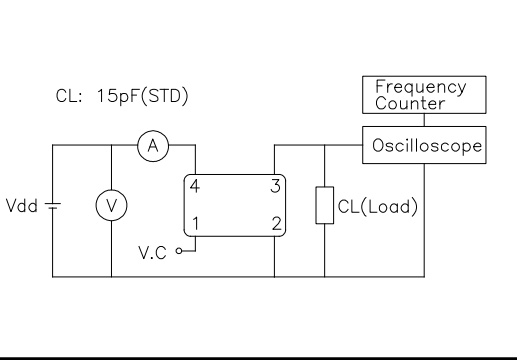 CL: 15pF(STD)
Frequency
Counter
Oscilloscope
A
4
3
Vdd
V
CL(Load)
1
2
V.C